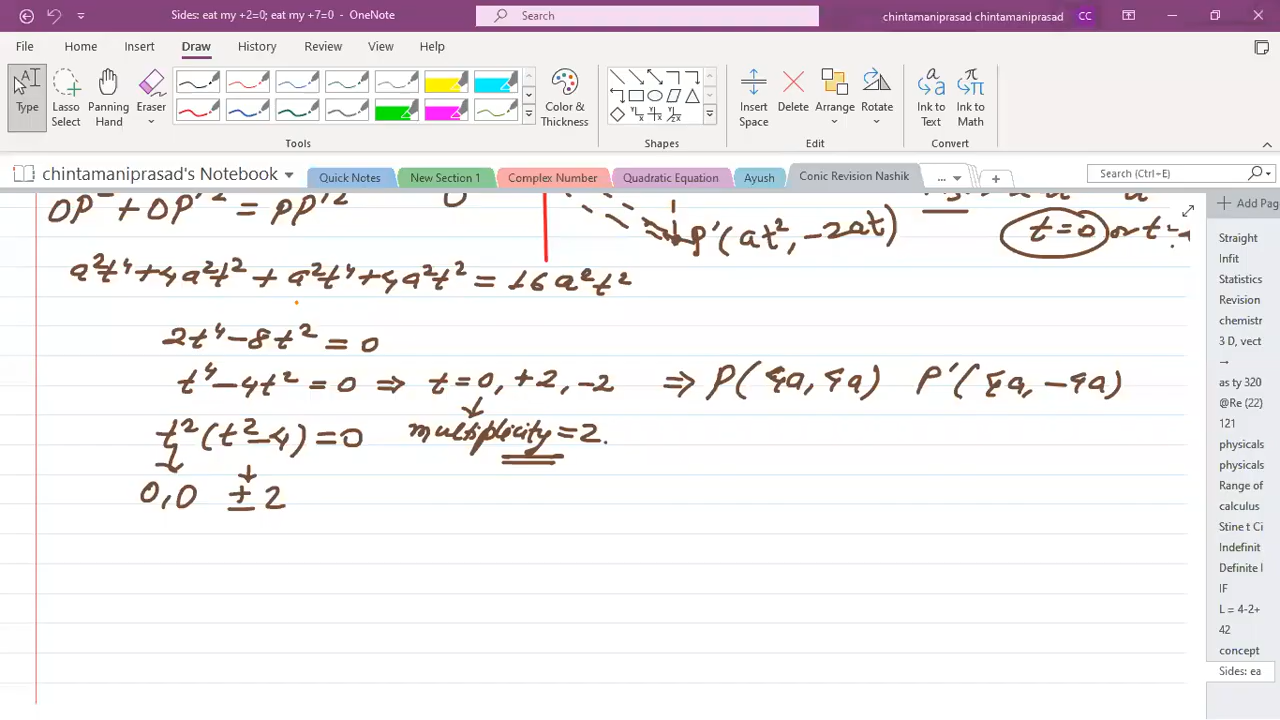 Sides: eat my +2=0; eat my +7=0 - OneNote
Search
chintamaniprasad chintamaniprasad
CC
File Home Insert Draw History Review View Help
Type
Lasso Select
Panning Hand
Eraser
Color & Thickness
Insert Space
Delete
Arrange
Rotate
Ink to Text
Ink to Math
Tools
Shapes
Edit
Convert
chintamaniprasad's Notebook
Quick Notes
New Section 1
Complex Number
Quadratic Equation
Ayush
Conic Revision Nashik
...
+
Search (Ctrl+E)
OP² + OP'² = PP'²
O
P'(at², -2at)
t=0 or t=
a²t⁴+4a²t² + a²t⁴+4a²t² = 16a²t²
2t⁴-8t² = 0
t⁴-4t² = 0 ⇒ t=0, +2, -2 ⇒ P(4a, 4a) P'(4a, -4a)
t²(t²-4)=0
multiplicity=2.
0,0 ± 2
Add Pag
Straight
Infit
Statistics
Revision
chemistr
3 D, vect
→
as ty 320
@Re (22)
121
physicals
physicals
Range of
calculus
Stine t Ci
Indefinit
Definite I
IF
L = 4-2+
42
concept
Sides: ea